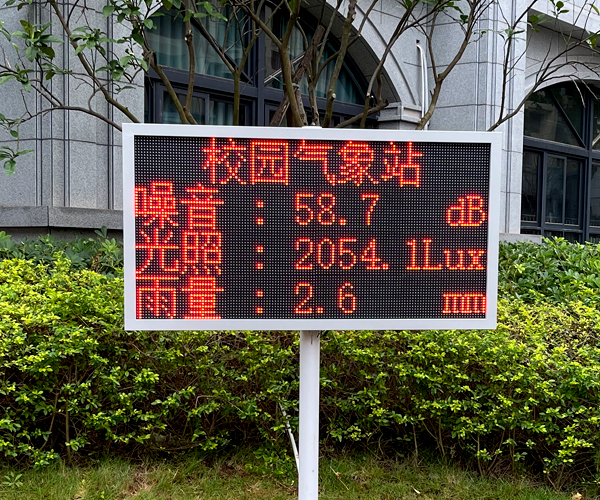 校园气象站
噪音 : 58.7 dB
光照 : 2054.1Lux
雨量 : 2.6 mm